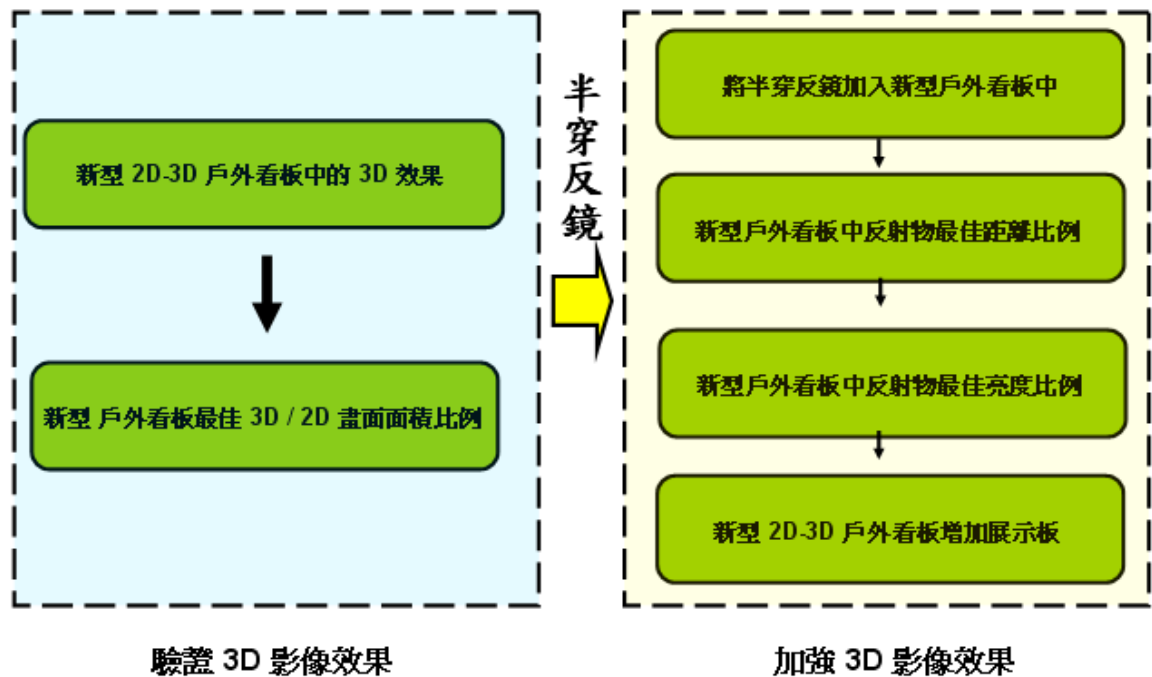 新型 2D-3D 戶外看板中的 3D 效果
新型 戶外看板最佳 3D / 2D 畫面面積比例
驗證 3D 影像效果
半穿反鏡
將半穿反鏡加入新型戶外看板中
新型戶外看板中反射物最佳距離比例
新型戶外看板中反射物最佳亮度比例
新型 2D-3D 戶外看板增加展示板
加強 3D 影像效果